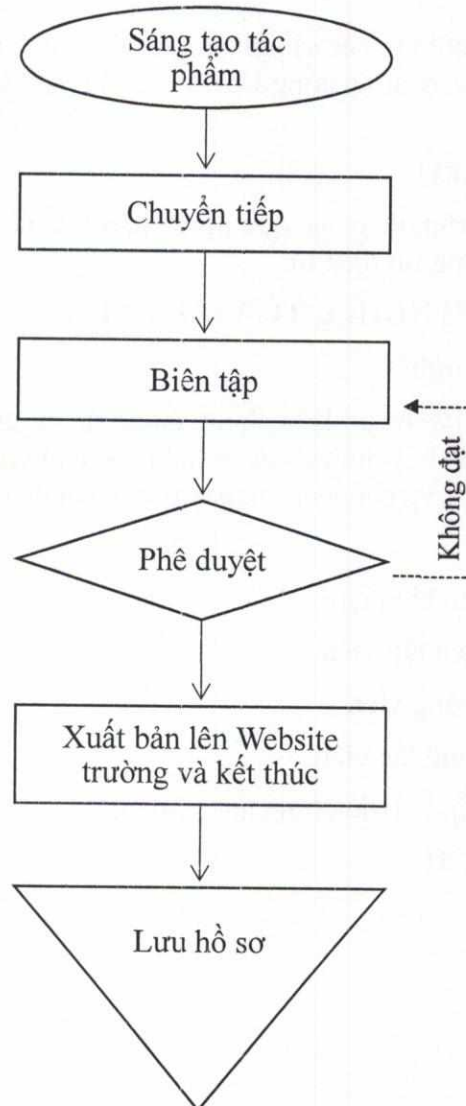 Sáng tạo tác
phẩm
Chuyển tiếp
Biên tập
Không đạt
Phê duyệt
Xuất bản lên Website
trường và kết thúc
Lưu hồ sơ